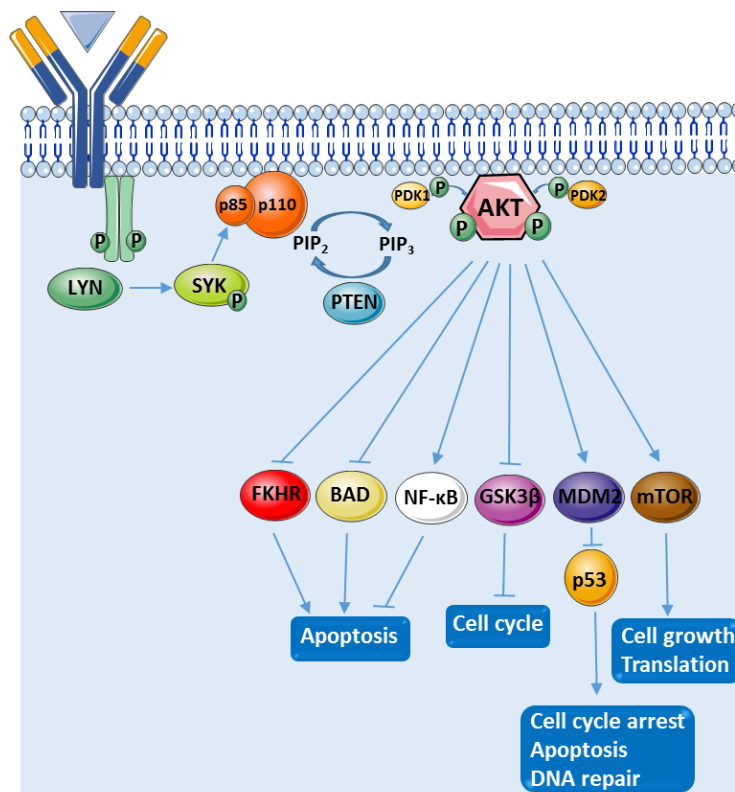 PDK1
P
AKT
P
PDK2
P
P
p85
p110
P
P
PIP2
PIP3
LYN
SYK
P
PTEN
FKHR
BAD
NF-κB
GSK3β
MDM2
mTOR
p53
Apoptosis
Cell cycle
Cell growth
Translation
Cell cycle arrest
Apoptosis
DNA repair